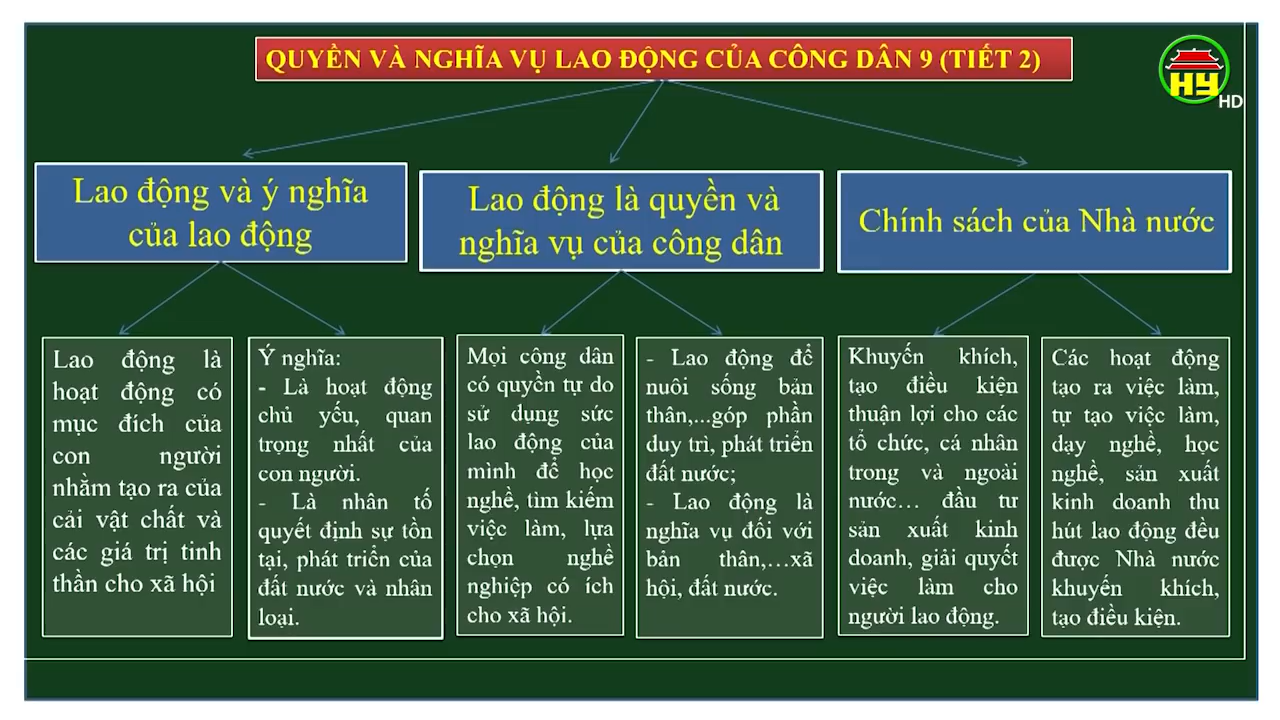 QUYỀN VÀ NGHĨA VỤ LAO ĐỘNG CỦA CÔNG DÂN 9 (TIẾT 2)
HY
HD
Lao động và ý nghĩa
của lao động
Lao động là quyền và
nghĩa vụ của công dân
Chính sách của Nhà nước
Lao động là
hoạt động có
mục đích của
con người
nhằm tạo ra của
cải vật chất và
các giá trị tinh
thần cho xã hội
Ý nghĩa:
- Là hoạt động
chủ yếu, quan
trọng nhất của
con người.
- Là nhân tố
quyết định sự tồn
tại, phát triển của
đất nước và nhân
loại.
Mọi công dân
có quyền tự do
sử dụng sức
lao động của
mình để học
nghề, tìm kiếm
việc làm, lựa
chọn nghề
nghiệp có ích
cho xã hội.
- Lao động để
nuôi sống bản
thân,...góp phần
duy trì, phát triển
đất nước;
- Lao động là
nghĩa vụ đối với
bản thân,…xã
hội, đất nước.
Khuyến khích,
tạo điều kiện
thuận lợi cho các
tổ chức, cá nhân
trong và ngoài
nước… đầu tư
sản xuất kinh
doanh, giải quyết
việc làm cho
người lao động.
Các hoạt động
tạo ra việc làm,
tự tạo việc làm,
dạy nghề, học
nghề, sản xuất
kinh doanh thu
hút lao động đều
được Nhà nước
khuyến khích,
tạo điều kiện.